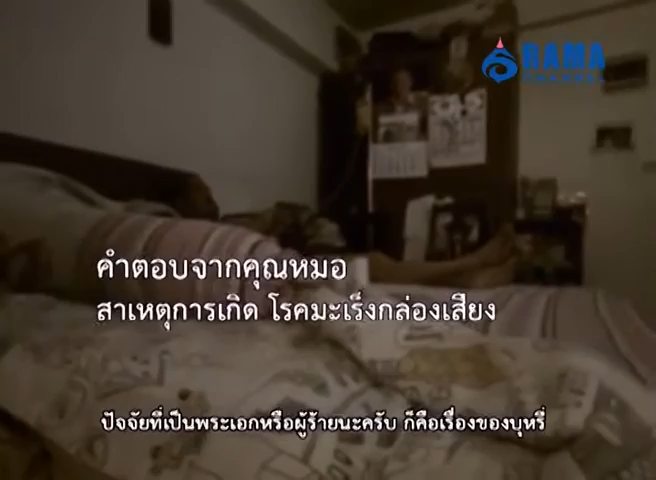 RAMA
CHANNEL
คำตอบจากคุณหมอ
สาเหตุการเกิด โรคมะเร็งกล่องเสียง
ปัจจัยที่เป็นพระเอกหรือผู้ร้ายนะครับ ก็คือเรื่องของบุหรี่